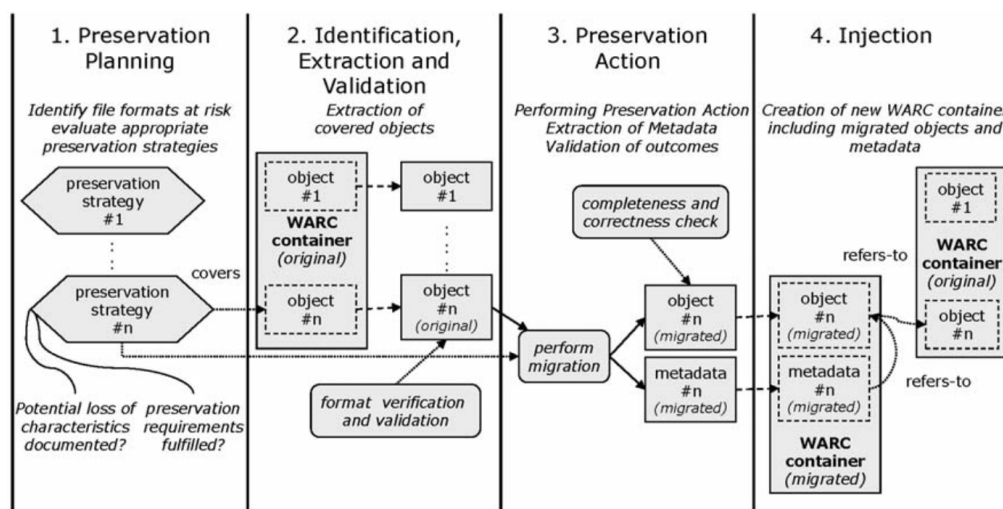 1. Preservation
Planning
Identify file formats at risk
evaluate appropriate
preservation strategies
preservation
strategy
#1
covers
preservation
strategy
#n
Potential loss of
characteristics
documented?
preservation
requirements
fulfilled?
2. Identification,
Extraction and
Validation
Extraction of
covered objects
object
#1
WARC
container
(original)
object
#n
object
#1
object
#n
(original)
format verification
and validation
3. Preservation
Action
Performing Preservation Action
Extraction of Metadata
Validation of outcomes
completeness and
correctness check
perform
migration
object
#n
(migrated)
metadata
#n
(migrated)
4. Injection
Creation of new WARC container
including migrated objects and
metadata
object
#1
WARC
container
(original)
object
#n
refers-to
object
#n
(migrated)
refers-to
metadata
#n
(migrated)
WARC
container
(migrated)